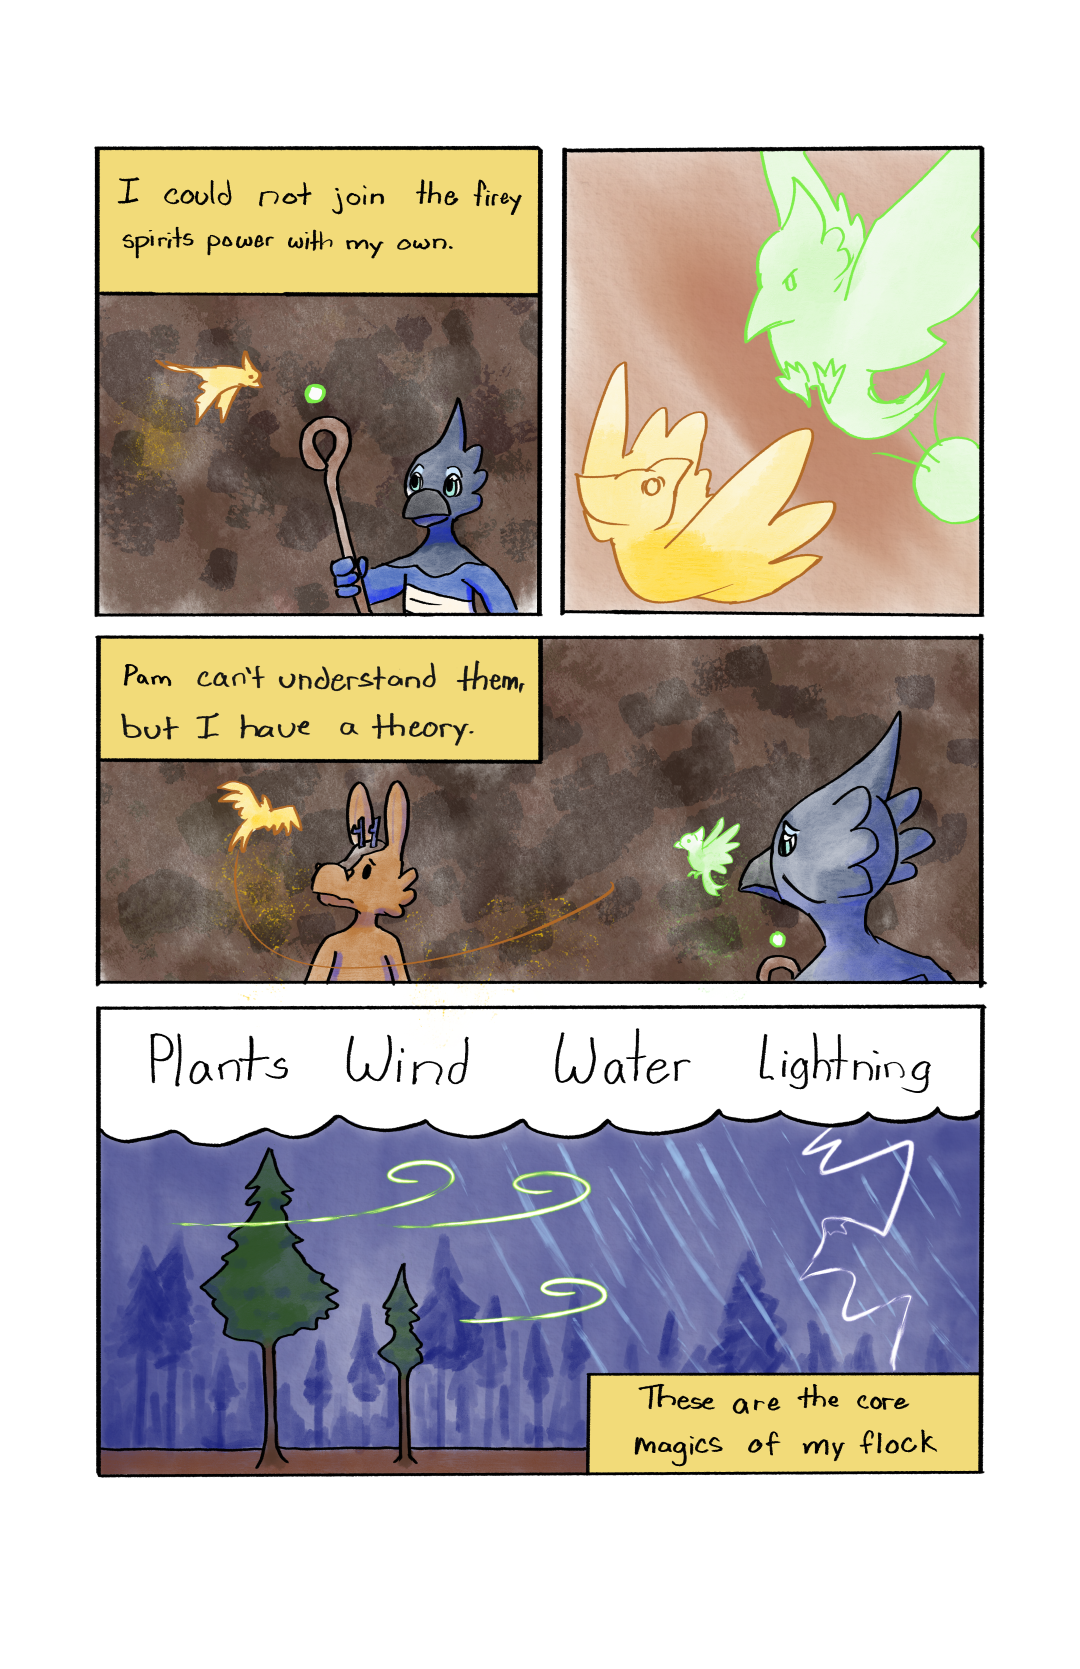 I could not join the firey
spirits power with my own.
Pam can't understand them,
but I have a theory.
Plants Wind Water Lightning
These are the core
magics of my flock